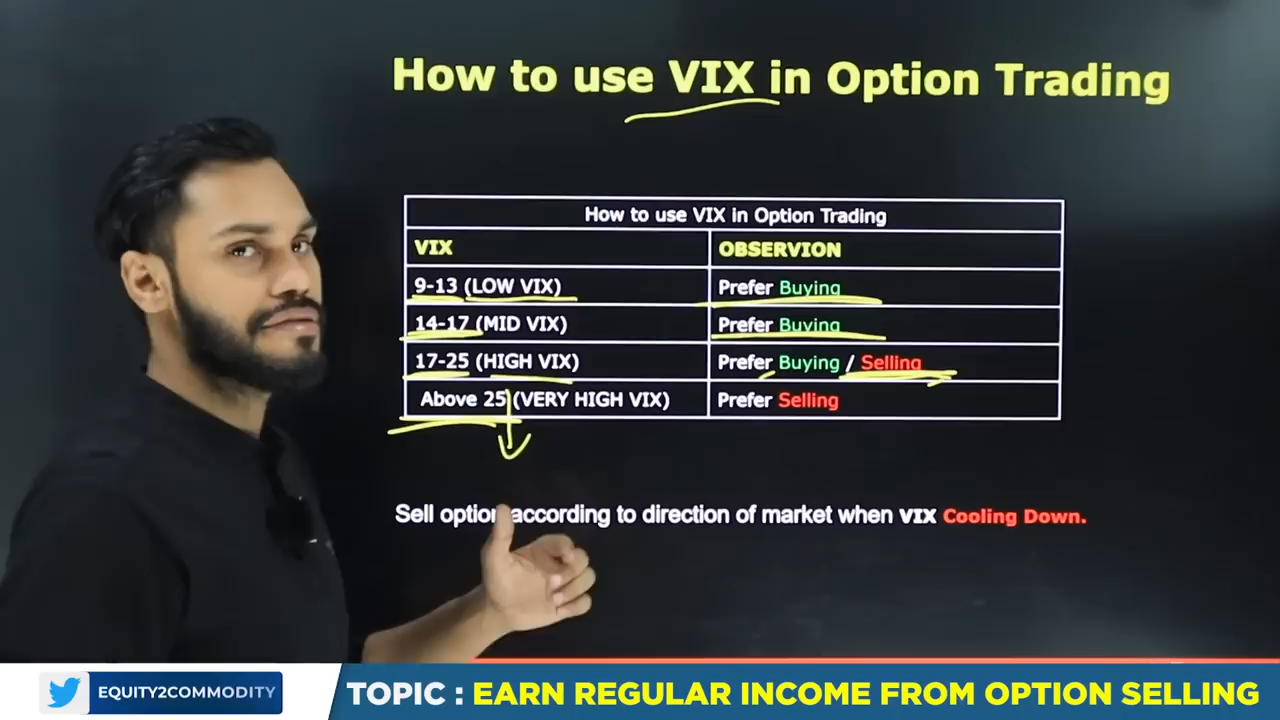 How to use VIX in Option Trading
How to use VIX in Option Trading
VIX OBSERVION
9-13 (LOW VIX) Prefer Buying
14-17 (MID VIX) Prefer Buying
17-25 (HIGH VIX) Prefer Buying / Selling
Above 25 (VERY HIGH VIX) Prefer Selling
Sell option according to direction of market when VIX Cooling Down.
EQUITY2COMMODITY TOPIC : EARN REGULAR INCOME FROM OPTION SELLING